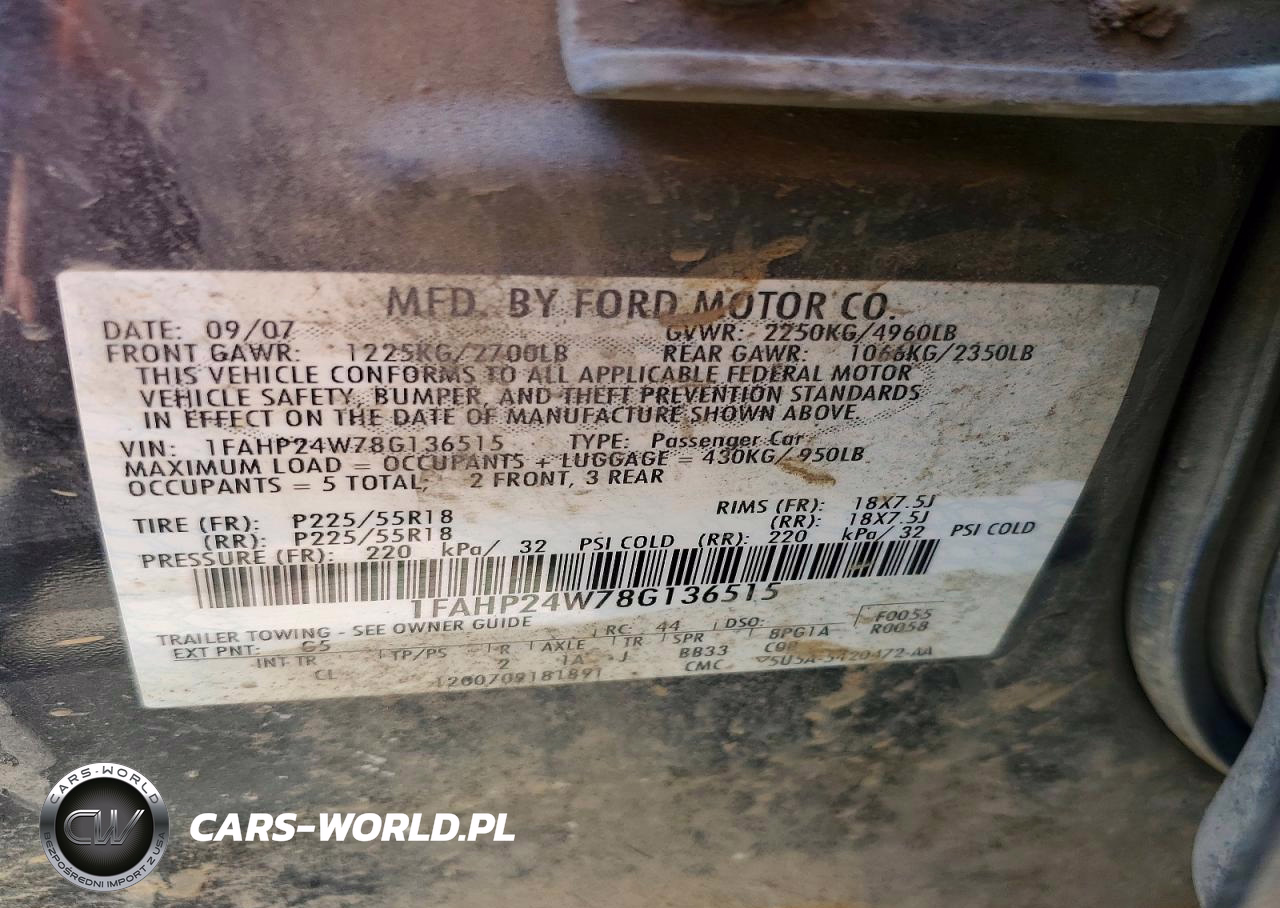 MFD. BY FORD MOTOR CO.
DATE: 09/07 GVWR: 2250KG/4960LB
FRONT GAWR: 1225KG/2700LB REAR GAWR: 1066KG/2350LB
THIS VEHICLE CONFORMS TO ALL APPLICABLE FEDERAL MOTOR
VEHICLE SAFETY, BUMPER, AND THEFT PREVENTION STANDARDS
IN EFFECT ON THE DATE OF MANUFACTURE SHOWN ABOVE.
VIN: 1FAHP24W78G136515 TYPE: Passenger Car
MAXIMUM LOAD = OCCUPANTS + LUGGAGE = 430KG/ 950LB
OCCUPANTS = 5 TOTAL, 2 FRONT, 3 REAR
TIRE (FR): P225/55R18 RIMS (FR): 18X7.5J
(RR): P225/55R18 (RR): 18X7.5J
PRESSURE (FR): 220 kPa/ 32 PSI COLD (RR): 220 kPa/ 32 PSI COLD
1FAHP24W78G136515
TRAILER TOWING - SEE OWNER GUIDE RC: 44 DSO: F0055
R0058
EXT PNT: TP/PS R AXLE TR SPR 8PG1A
INT TR 2 1A J BB33
CMC
CARS-WORLD
CW
BEZPOŚREDNI IMPORT Z USA
CARS-WORLD.PL